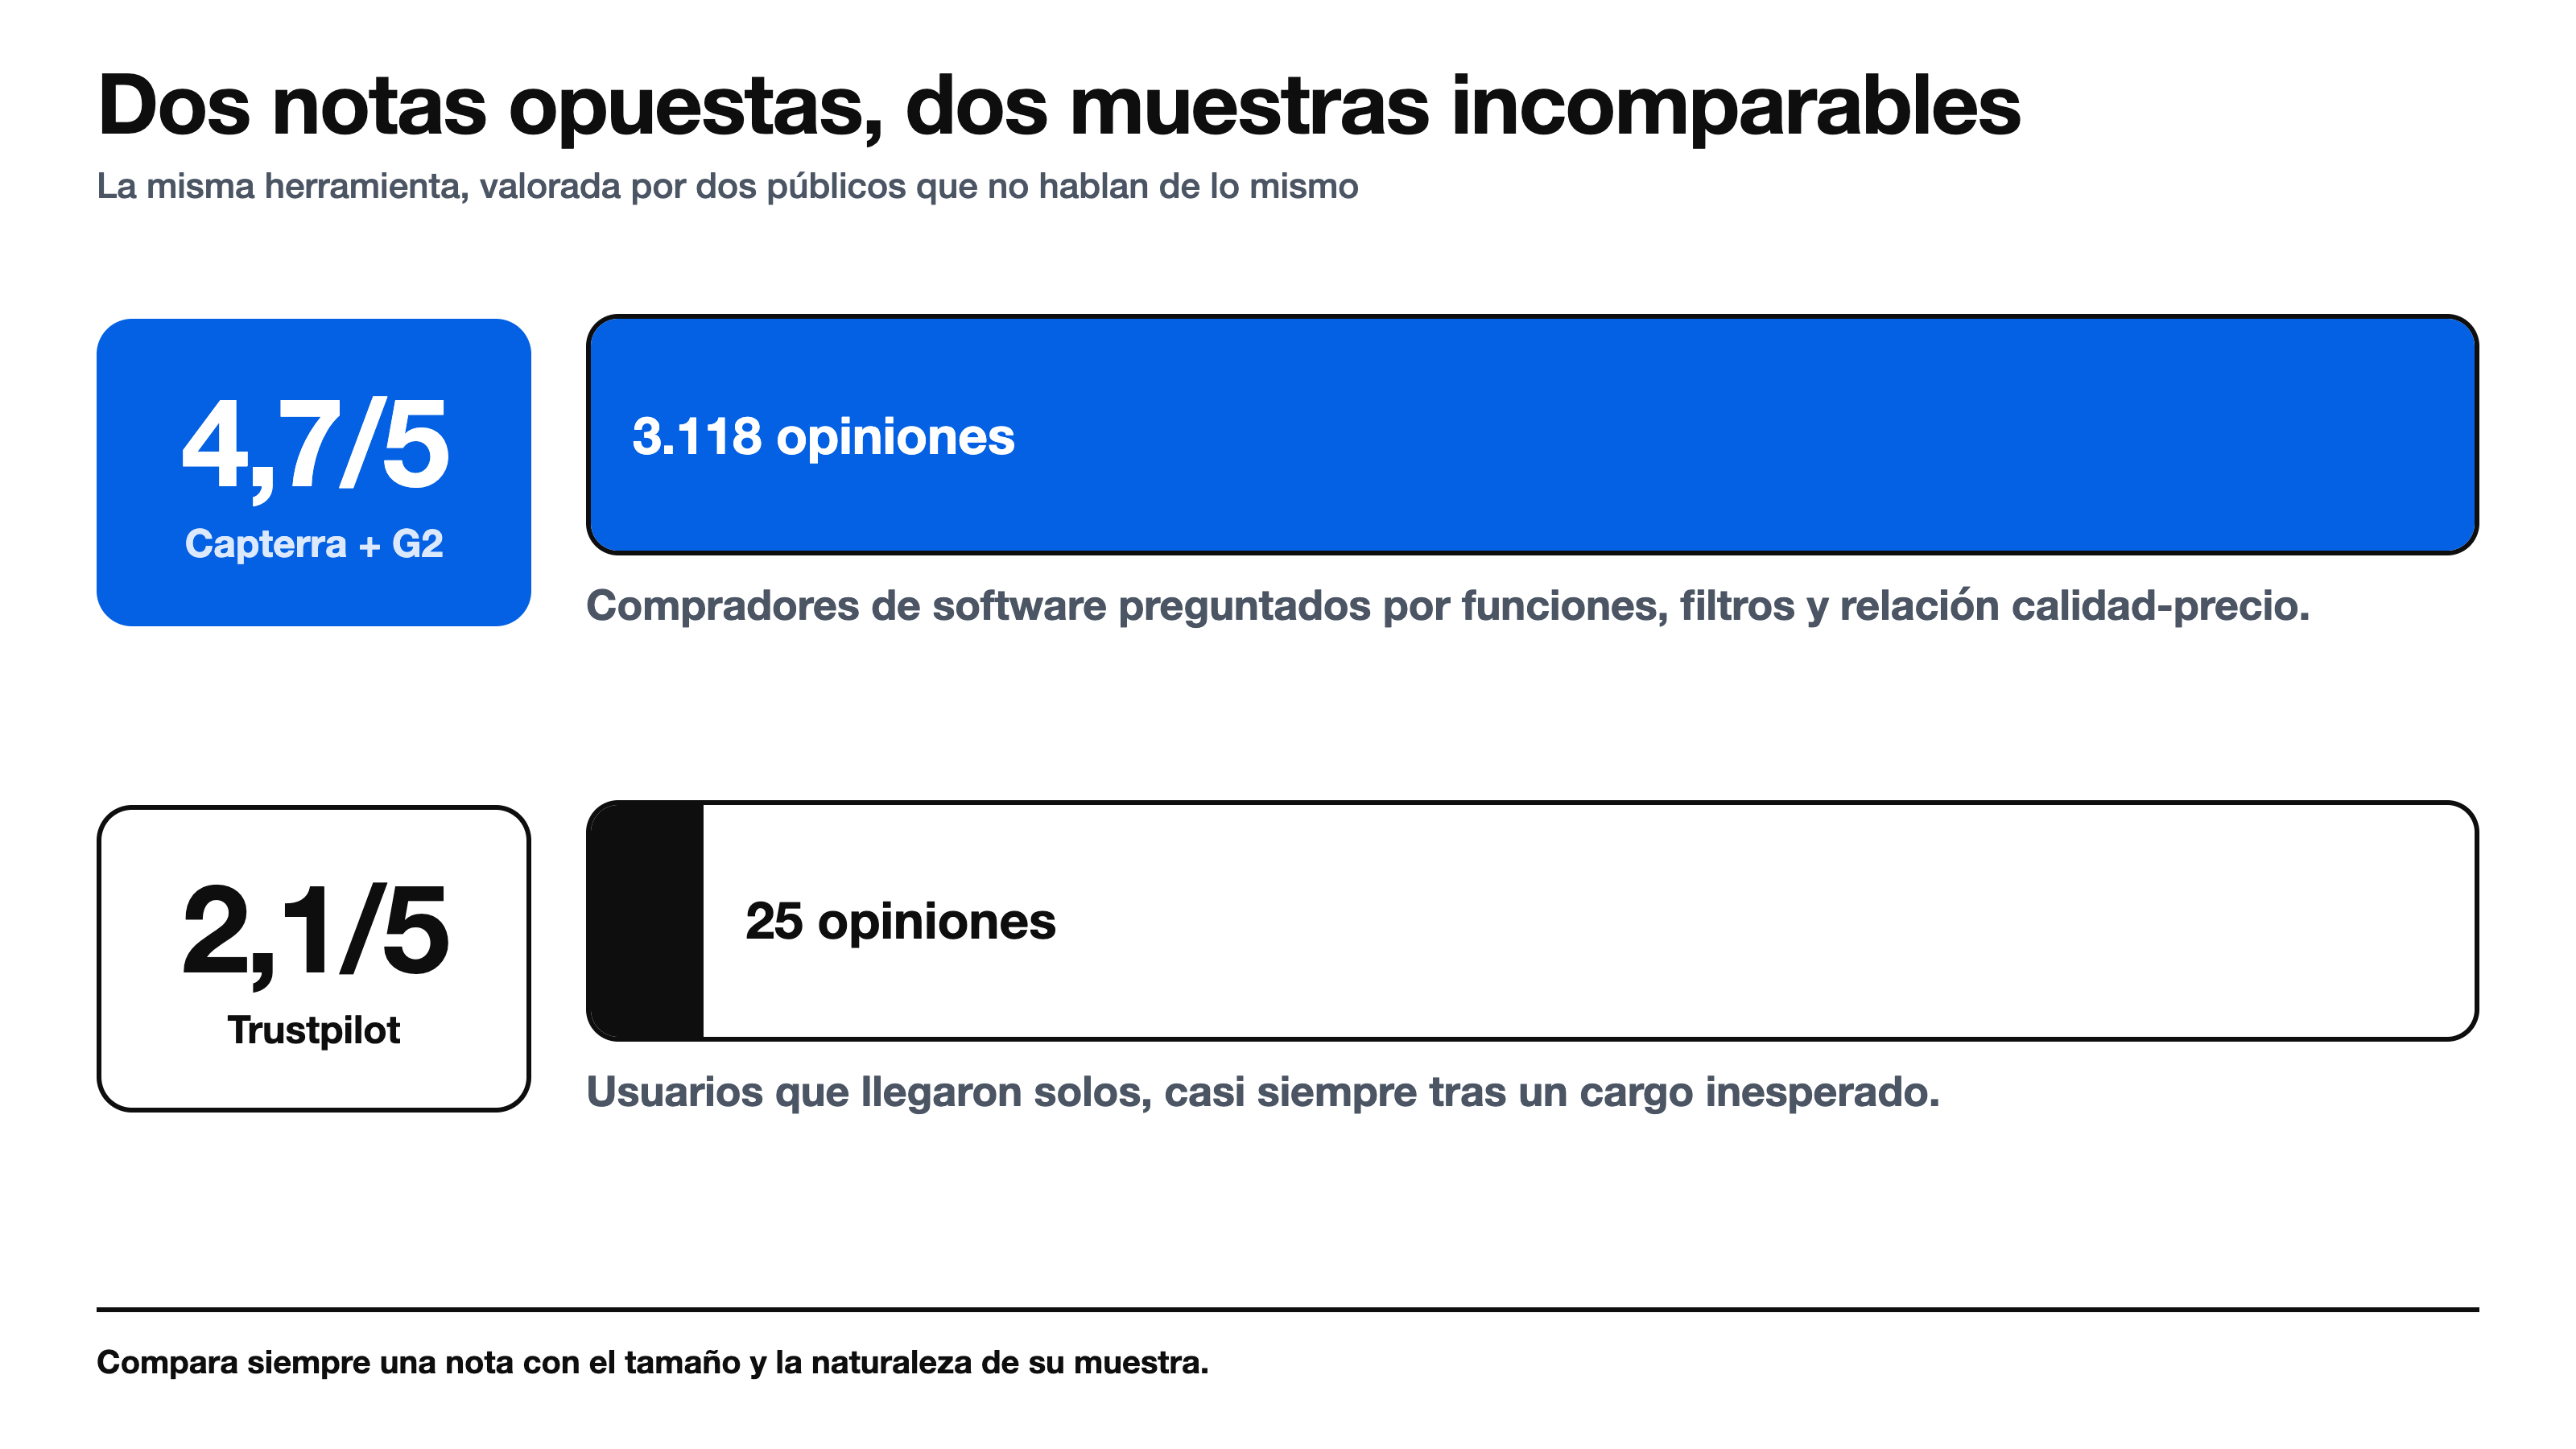 Dos notas opuestas, dos muestras incomparables
La misma herramienta, valorada por dos públicos que no hablan de lo mismo
4,7/5
Capterra + G2
3.118 opiniones
Compradores de software preguntados por funciones, filtros y relación calidad-precio.
2,1/5
Trustpilot
25 opiniones
Usuarios que llegaron solos, casi siempre tras un cargo inesperado.
Compara siempre una nota con el tamaño y la naturaleza de su muestra.